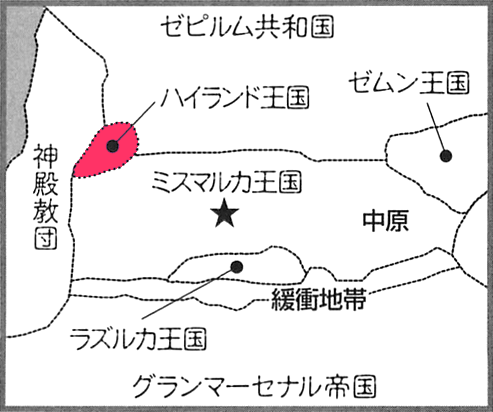 ゼピルム共和国
ゼムン王国
ハイランド王国
神殿教団
ミスマルカ王国
中原
緩衝地帯
ラズルカ王国
グランマーセナル帝国